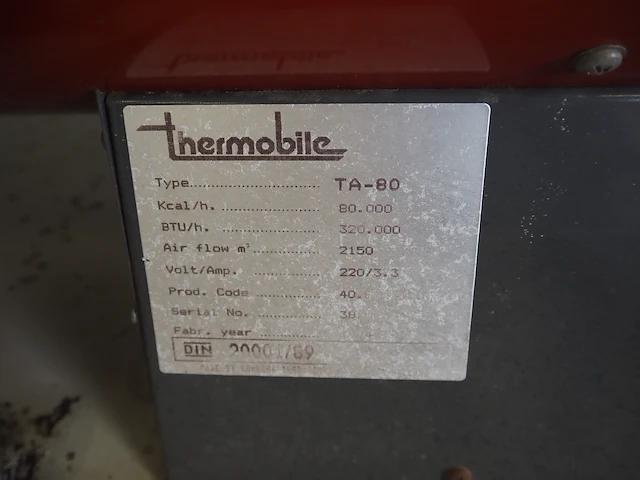 thermobile
Type.............................. TA-80
Kcal/h. ........................ 80.000
BTU/h. ........................ 320.000
Air flow m³ .................. 2150
Volt/Amp. .................. 220/3.3
Prod. Code .................. 40.
Serial No. .................. 38
Fabr. year ..................
DIN